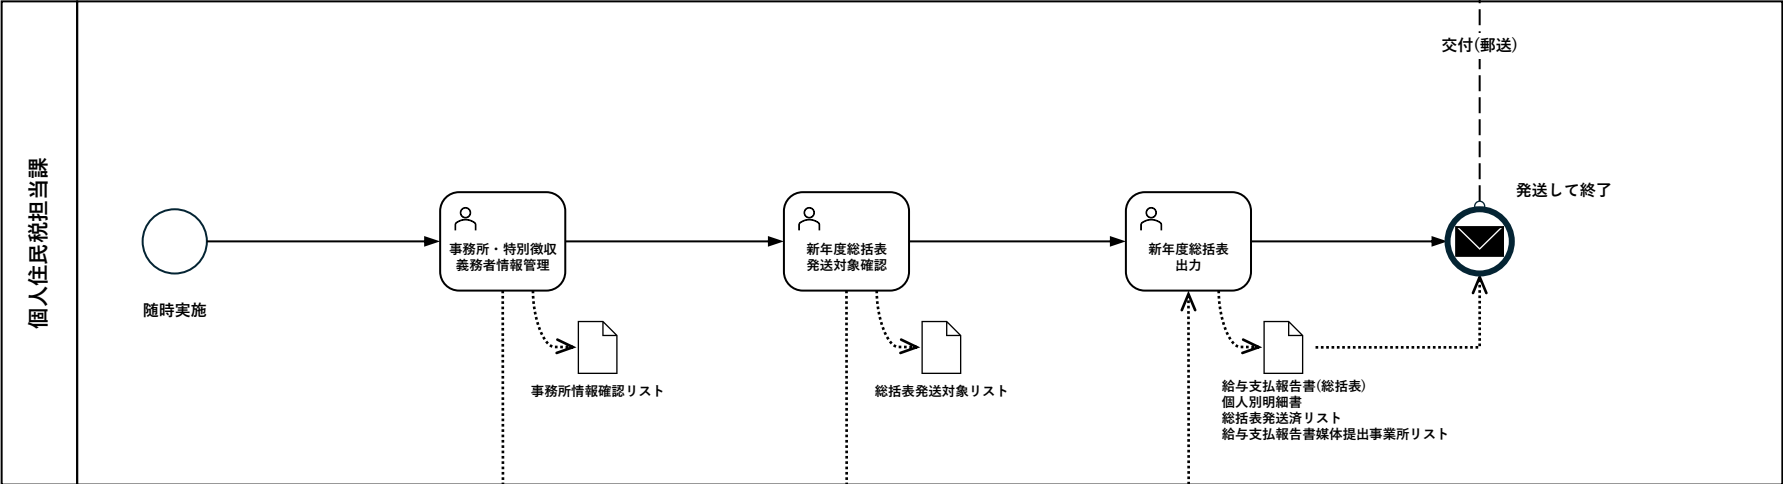 個人住民税担当課
随時実施
事務所・特別徴収
義務者情報管理
事務所情報確認リスト
新年度総括表
発送対象確認
総括表発送対象リスト
新年度総括表
出力
給与支払報告書(総括表)
個人別明細書
総括表発送済リスト
給与支払報告書媒体提出事業所リスト
交付(郵送)
発送して終了